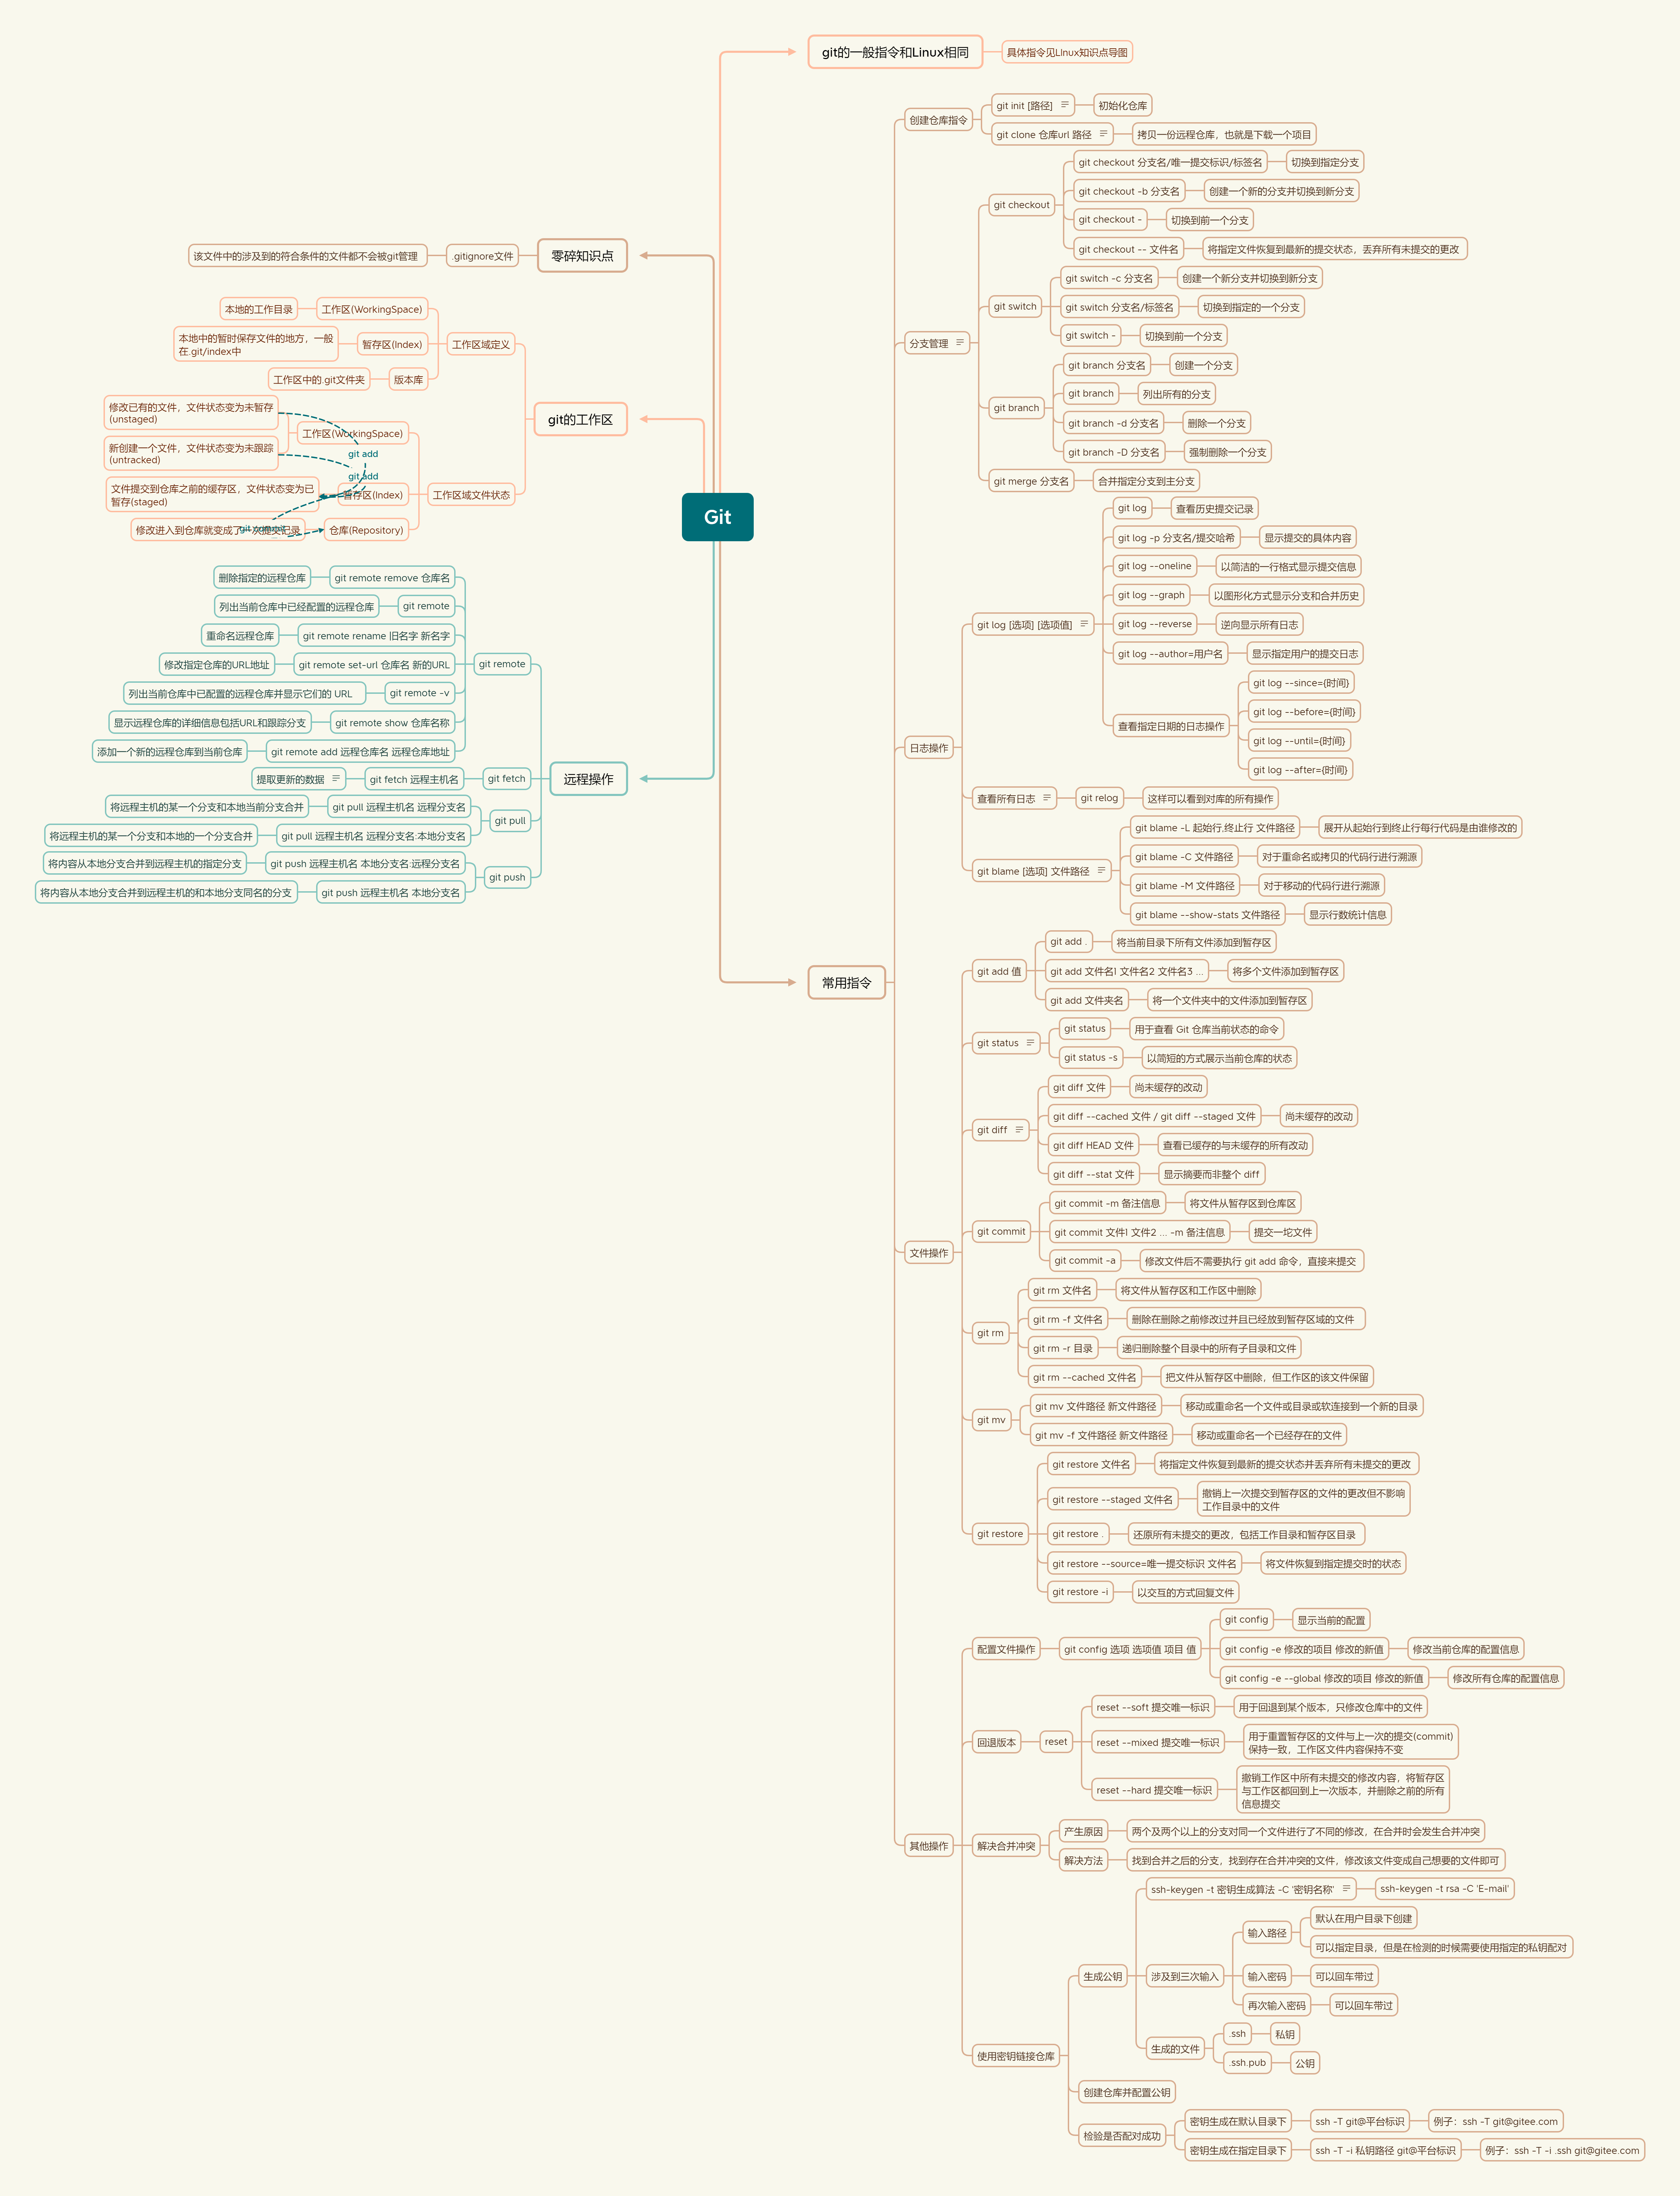 Git
git的一般指令和Linux相同
具体指令见LInux知识点导图
常用指令
创建仓库指令
git init [路径]
初始化仓库
git clone 仓库url 路径
拷贝一份远程仓库，也就是下载一个项目
分支管理
git checkout
git checkout 分支名/唯一提交标识/标签名
切换到指定分支
git checkout -b 分支名
创建一个新的分支并切换到新分支
git checkout -
切换到前一个分支
git checkout -- 文件名
将指定文件恢复到最新的提交状态，丢弃所有未提交的更改
git switch
git switch -c 分支名
创建一个新分支并切换到新分支
git switch 分支名/标签名
切换到指定的一个分支
git switch -
切换到前一个分支
git branch
git branch 分支名
创建一个分支
git branch
列出所有的分支
git branch -d 分支名
删除一个分支
git branch -D 分支名
强制删除一个分支
git merge 分支名
合并指定分支到主分支
日志操作
git log [选项] [选项值]
git log
查看历史提交记录
git log -p 分支名/提交哈希
显示提交的具体内容
git log --oneline
以简洁的一行格式显示提交信息
git log --graph
以图形化方式显示分支和合并历史
git log --reverse
逆向显示所有日志
git log --author=用户名
显示指定用户的提交日志
查看指定日期的日志操作
git log --since={时间}
git log --before={时间}
git log --until={时间}
git log --after={时间}
查看所有日志
git relog
这样可以看到对库的所有操作
git blame [选项] 文件路径
git blame -L 起始行,终止行 文件路径
展开从起始行到终止行每行代码是由谁修改的
git blame -C 文件路径
对于重命名或拷贝的代码行进行溯源
git blame -M 文件路径
对于移动的代码行进行溯源
git blame --show-stats 文件路径
显示行数统计信息
文件操作
git add 值
git add .
将当前目录下所有文件添加到暂存区
git add 文件名1 文件名2 文件名3 ...
将多个文件添加到暂存区
git add 文件夹名
将一个文件夹中的文件添加到暂存区
git status
git status
用于查看 Git 仓库当前状态的命令
git status -s
以简短的方式展示当前仓库的状态
git diff
git diff 文件
尚未缓存的改动
git diff --cached 文件 / git diff --staged 文件
尚未缓存的改动
git diff HEAD 文件
查看已缓存的与未缓存的所有改动
git diff --stat 文件
显示摘要而非整个 diff
git commit
git commit -m 备注信息
将文件从暂存区到仓库区
git commit 文件1 文件2 ... -m 备注信息
提交一坨文件
git commit -a
修改文件后不需要执行 git add 命令，直接来提交
git rm
git rm 文件名
将文件从暂存区和工作区中删除
git rm -f 文件名
删除在删除之前修改过并且已经放到暂存区域的文件
git rm -r 目录
递归删除整个目录中的所有子目录和文件
git rm --cached 文件名
把文件从暂存区中删除，但工作区的该文件保留
git mv
git mv 文件路径 新文件路径
移动或重命名一个文件或目录或软连接到一个新的目录
git mv -f 文件路径 新文件路径
移动或重命名一个已经存在的文件
git restore
git restore 文件名
将指定文件恢复到最新的提交状态并丢弃所有未提交的更改
git restore --staged 文件名
撤销上一次提交到暂存区的文件的更改但不影响
工作目录中的文件
git restore .
还原所有未提交的更改，包括工作目录和暂存区目录
git restore --source=唯一提交标识 文件名
将文件恢复到指定提交时的状态
git restore -i
以交互的方式回复文件
其他操作
配置文件操作
git config 选项 选项值 项目 值
git config
显示当前的配置
git config -e 修改的项目 修改的新值
修改当前仓库的配置信息
git config -e --global 修改的项目 修改的新值
修改所有仓库的配置信息
回退版本
reset
reset --soft 提交唯一标识
用于回退到某个版本，只修改仓库中的文件
reset --mixed 提交唯一标识
用于重置暂存区的文件与上一次的提交(commit)
保持一致，工作区文件内容保持不变
reset --hard 提交唯一标识
撤销工作区中所有未提交的修改内容，将暂存区
与工作区都回到上一次版本，并删除之前的所有
信息提交
解决合并冲突
产生原因
两个及两个以上的分支对同一个文件进行了不同的修改，在合并时会发生合并冲突
解决方法
找到合并之后的分支，找到存在合并冲突的文件，修改该文件变成自己想要的文件即可
使用密钥链接仓库
生成公钥
ssh-keygen -t 密钥生成算法 -C '密钥名称'
ssh-keygen -t rsa -C 'E-mail'
涉及到三次输入
输入路径
默认在用户目录下创建
可以指定目录，但是在检测的时候需要使用指定的私钥配对
输入密码
可以回车带过
再次输入密码
可以回车带过
生成的文件
.ssh
私钥
.ssh.pub
公钥
创建仓库并配置公钥
检验是否配对成功
密钥生成在默认目录下
ssh -T git@平台标识
例子：ssh -T git@gitee.com
密钥生成在指定目录下
ssh -T -i 私钥路径 git@平台标识
例子：ssh -T -i .ssh git@gitee.com
零碎知识点
.gitignore文件
该文件中的涉及到的符合条件的文件都不会被git管理
git的工作区
工作区域定义
工作区(WorkingSpace)
本地的工作目录
暂存区(Index)
本地中的暂时保存文件的地方，一般
在.git/index中
版本库
工作区中的.git文件夹
工作区域文件状态
工作区(WorkingSpace)
修改已有的文件，文件状态变为未暂存
(unstaged)
新创建一个文件，文件状态变为未跟踪
(untracked)
git add
git add
暂存区(Index)
文件提交到仓库之前的缓存区，文件状态变为已
暂存(staged)
仓库(Repository)
修改进入到仓库就变成了一次提交记录
远程操作
git remote
git remote remove 仓库名
删除指定的远程仓库
git remote
列出当前仓库中已经配置的远程仓库
git remote rename 旧名字 新名字
重命名远程仓库
git remote set-url 仓库名 新的URL
修改指定仓库的URL地址
git remote -v
列出当前仓库中已配置的远程仓库并显示它们的 URL
git remote show 仓库名称
显示远程仓库的详细信息包括URL和跟踪分支
git remote add 远程仓库名 远程仓库地址
添加一个新的远程仓库到当前仓库
git fetch
git fetch 远程主机名
提取更新的数据
git pull
git pull 远程主机名 远程分支名
将远程主机的某一个分支和本地当前分支合并
git pull 远程主机名 远程分支名:本地分支名
将远程主机的某一个分支和本地的一个分支合并
git push
git push 远程主机名 本地分支名:远程分支名
将内容从本地分支合并到远程主机的指定分支
git push 远程主机名 本地分支名
将内容从本地分支合并到远程主机的和本地分支同名的分支